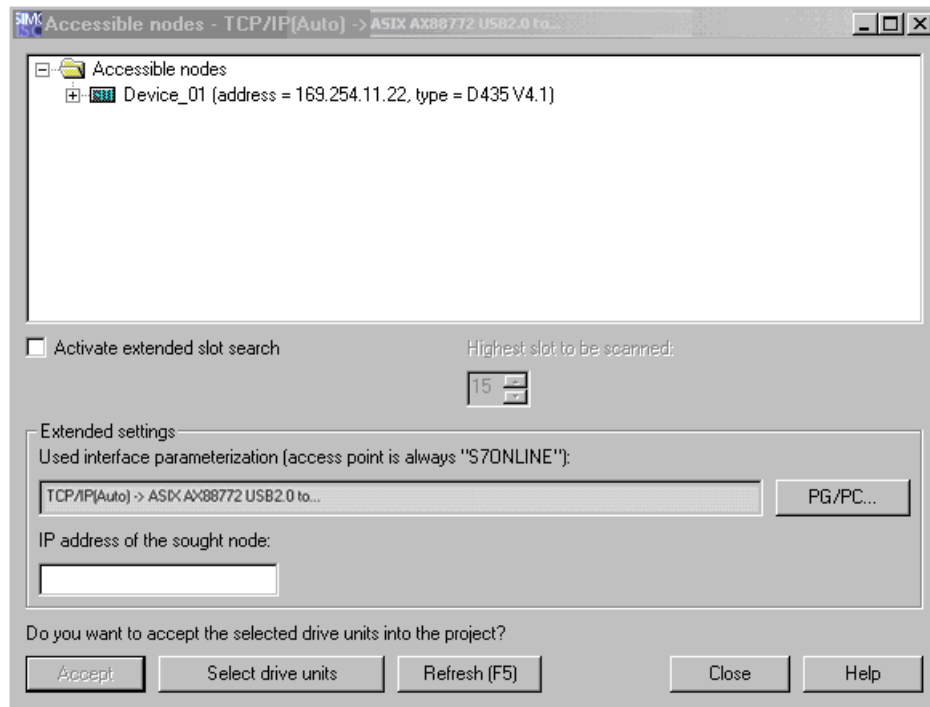 SIM SC Accessible nodes - TCP/IP(Auto) -> ASIX AX88772 USB2.0 to...
Accessible nodes
Device_01 (address = 169.254.11.22, type = D435 V4.1)
Activate extended slot search
Highest slot to be scanned:
15
Extended settings
Used interface parameterization (access point is always "S7ONLINE"):
TCP/IP(Auto) -> ASIX AX88772 USB2.0 to...
PG/PC...
IP address of the sought node:
Do you want to accept the selected drive units into the project?
Accept Select drive units Refresh (F5) Close Help